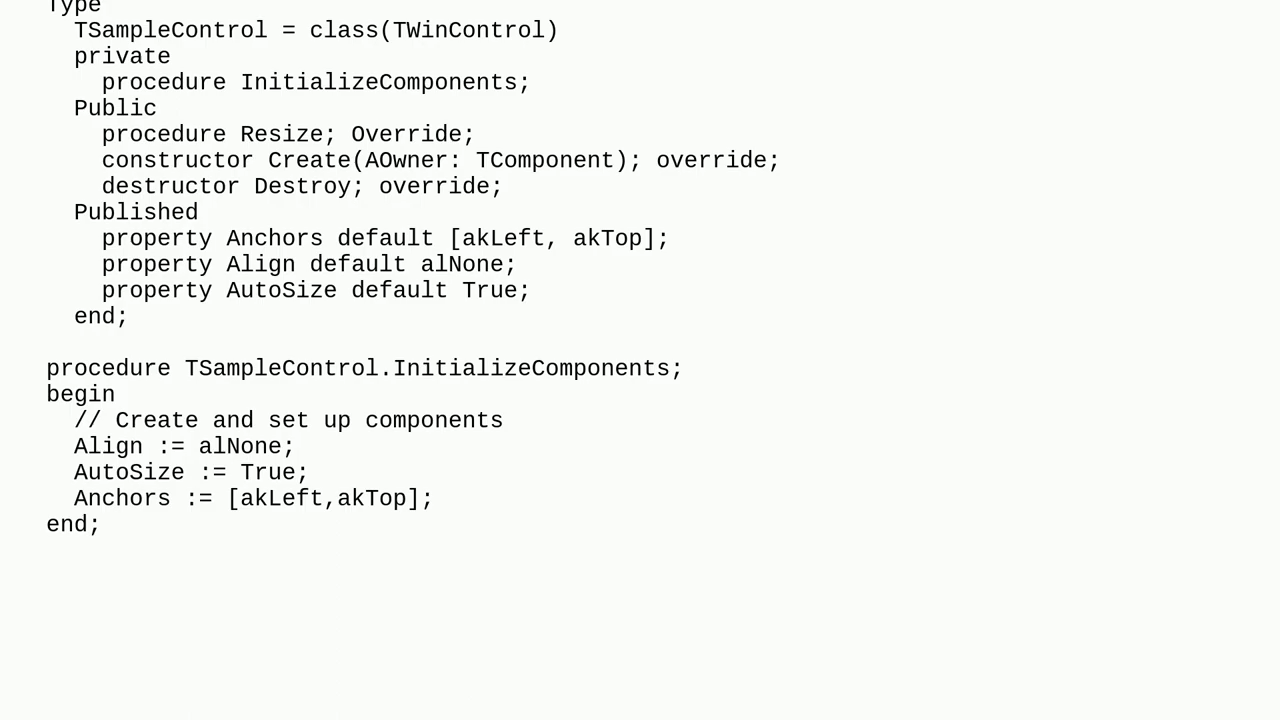 Type
TSampleControl = class(TWinControl)
private
procedure InitializeComponents;
Public
procedure Resize; Override;
constructor Create(AOwner: TComponent); override;
destructor Destroy; override;
Published
property Anchors default [akLeft, akTop];
property Align default alNone;
property AutoSize default True;
end;
procedure TSampleControl.InitializeComponents;
begin
// Create and set up components
Align := alNone;
AutoSize := True;
Anchors := [akLeft,akTop];
end;